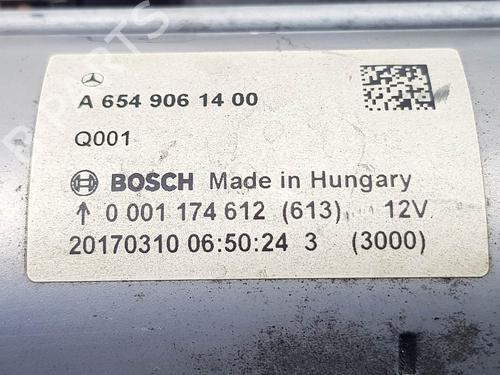 A 654 906 14 00
Q001
BOSCH Made in Hungary
↑ 0 001 174 612 (613) 12V
20170310 06:50:24 3 (3000)